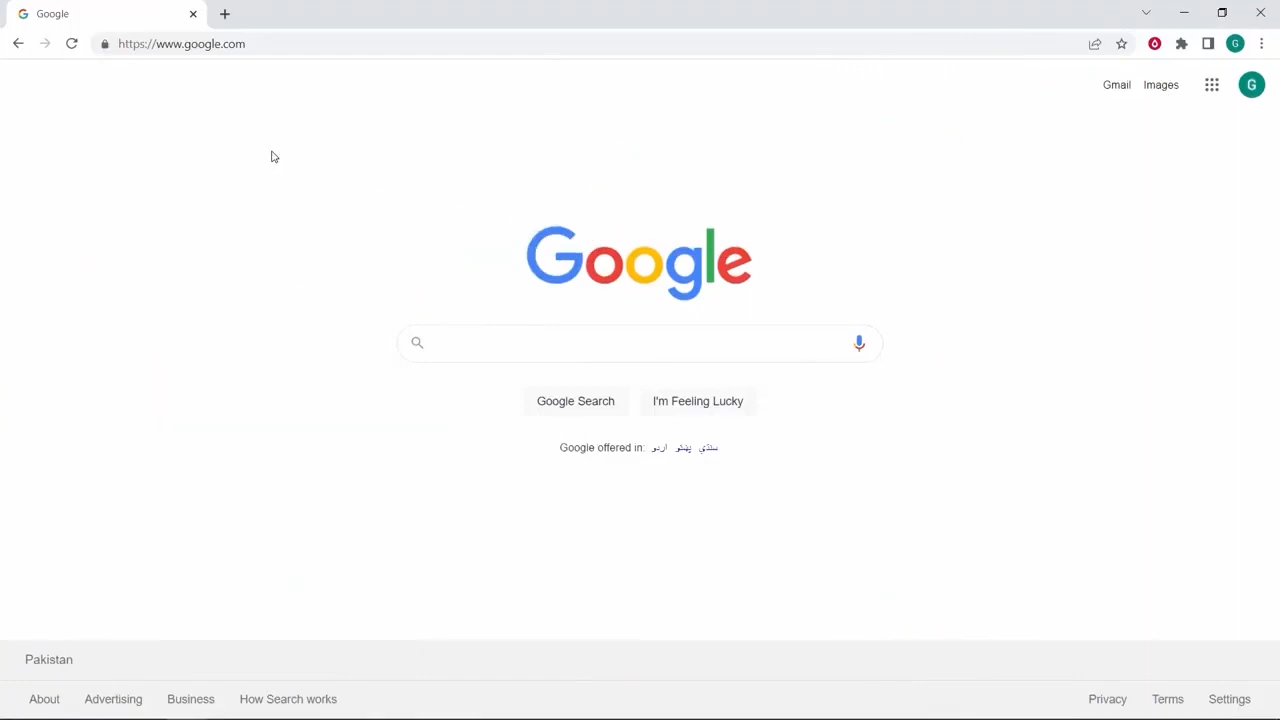 Google
https://www.google.com
G
Gmail Images
G
Google
Google Search I'm Feeling Lucky
Google offered in: اردو پښتو سنڌي
Pakistan
About Advertising Business How Search works
Privacy Terms Settings